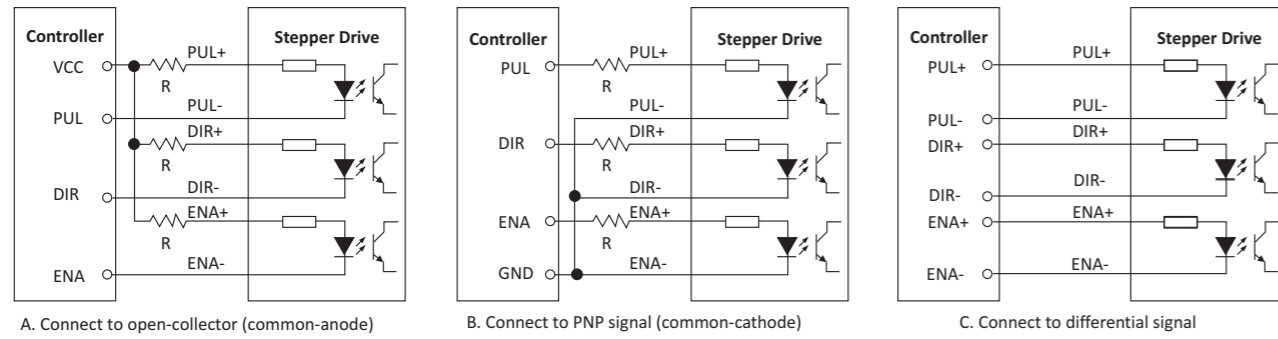 Controller
Stepper Drive
VCC
PUL+
R
PUL-
PUL
DIR+
R
DIR
DIR-
ENA+
R
ENA
ENA-
A. Connect to open-collector (common-anode)
Controller
Stepper Drive
PUL
PUL+
R
PUL-
DIR
DIR+
R
DIR-
ENA
ENA+
R
GND
ENA-
B. Connect to PNP signal (common-cathode)
Controller
Stepper Drive
PUL+
PUL+
PUL-
PUL-
DIR+
DIR+
DIR-
DIR-
ENA+
ENA+
ENA-
ENA-
C. Connect to differential signal